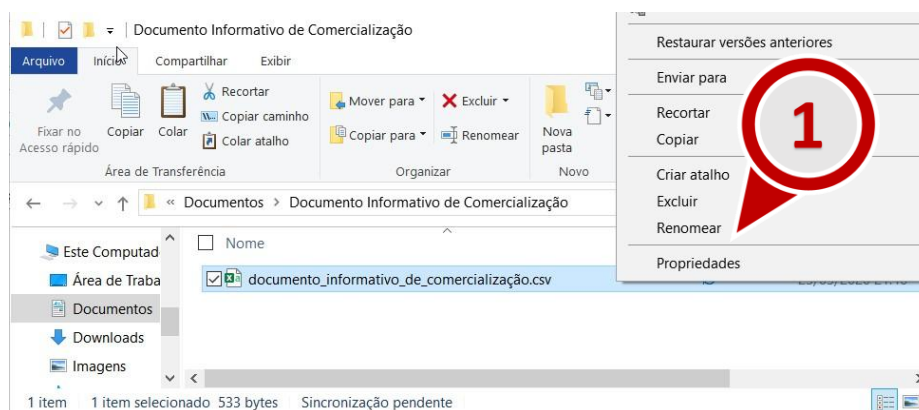 Documento Informativo de Comercialização
Arquivo Início Compartilhar Exibir
Fixar no Acesso rápido
Copiar
Colar
Recortar
Copiar caminho
Colar atalho
Área de Transferência
Mover para
Copiar para
Excluir
Renomear
Organizar
Nova pasta
Novo
Documentos > Documento Informativo de Comercialização
Este Computad
Área de Traba
Documentos
Downloads
Imagens
Nome
documento_informativo_de_comercialização.csv
1 item 1 item selecionado 533 bytes Sincronização pendente
Restaurar versões anteriores
Enviar para
Recortar
Copiar
Criar atalho
Excluir
Renomear
Propriedades
1